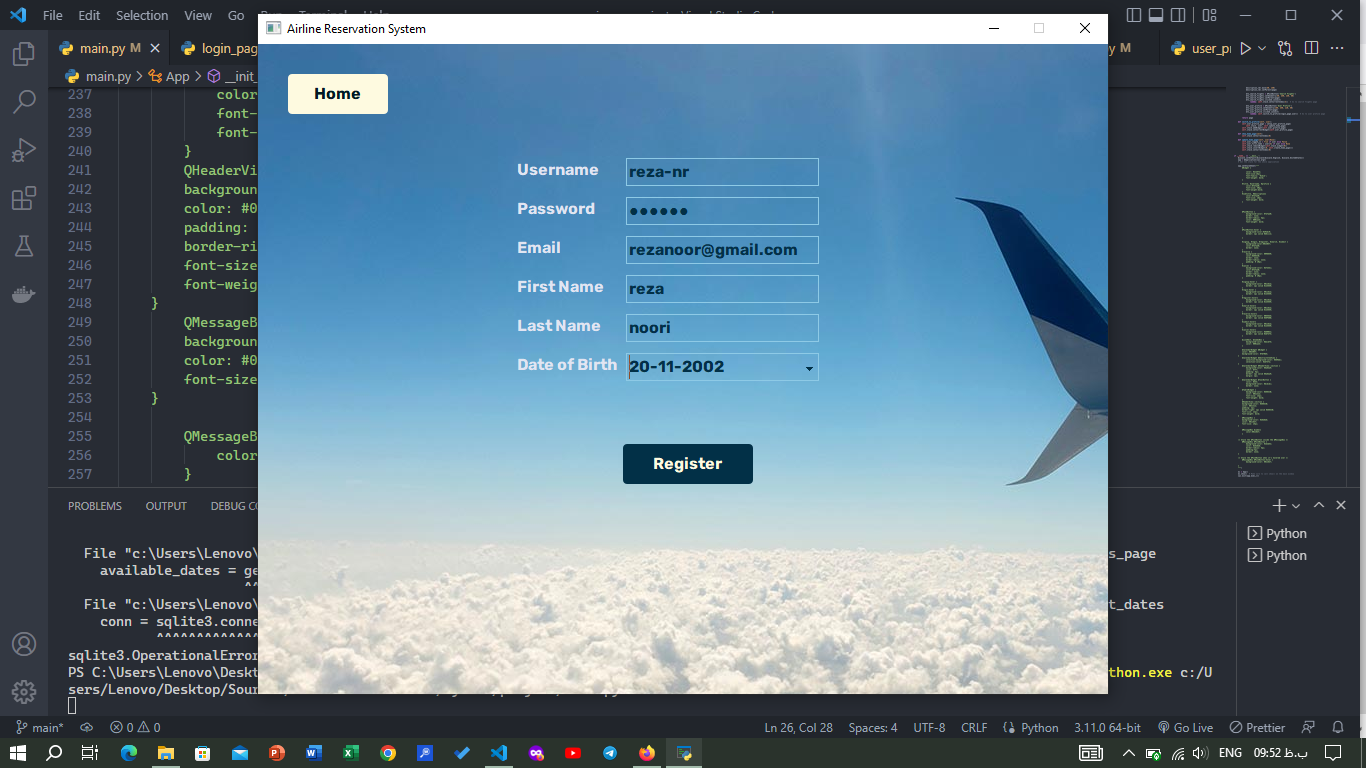 File Edit Selection View Go
Airline Reservation System
main.py M
login_pag
y M
user_pr
main.py > App > __init_
Home
237 color
238 font-
239 font-
240 }
241 QHeaderVi
242 backgroun
243 color: #0
244 padding:
245 border-ri
246 font-size
247 font-weig
248 }
249 QMessageB
250 backgroun
251 color: #0
252 font-size
253 }
254
255 QMessageB
256 color
257 }
Username reza-nr
Password ●●●●●●
Email rezanoor@gmail.com
First Name reza
Last Name noori
Date of Birth 20-11-2002
Register
PROBLEMS OUTPUT DEBUG CO
File "c:\Users\Lenovo\ s_page
available_dates = ge
^^
File "c:\Users\Lenovo\ t_dates
conn = sqlite3.conne
^^^^^^^^^^^^^^
sqlite3.OperationalError
PS C:\Users\Lenovo\Deskt thon.exe c:/U
sers/Lenovo/Desktop/Sour
Python
Python
main* 0 0 Ln 26, Col 28 Spaces: 4 UTF-8 CRLF Python 3.11.0 64-bit Go Live Prettier
ENG 09:52 ب.ظ